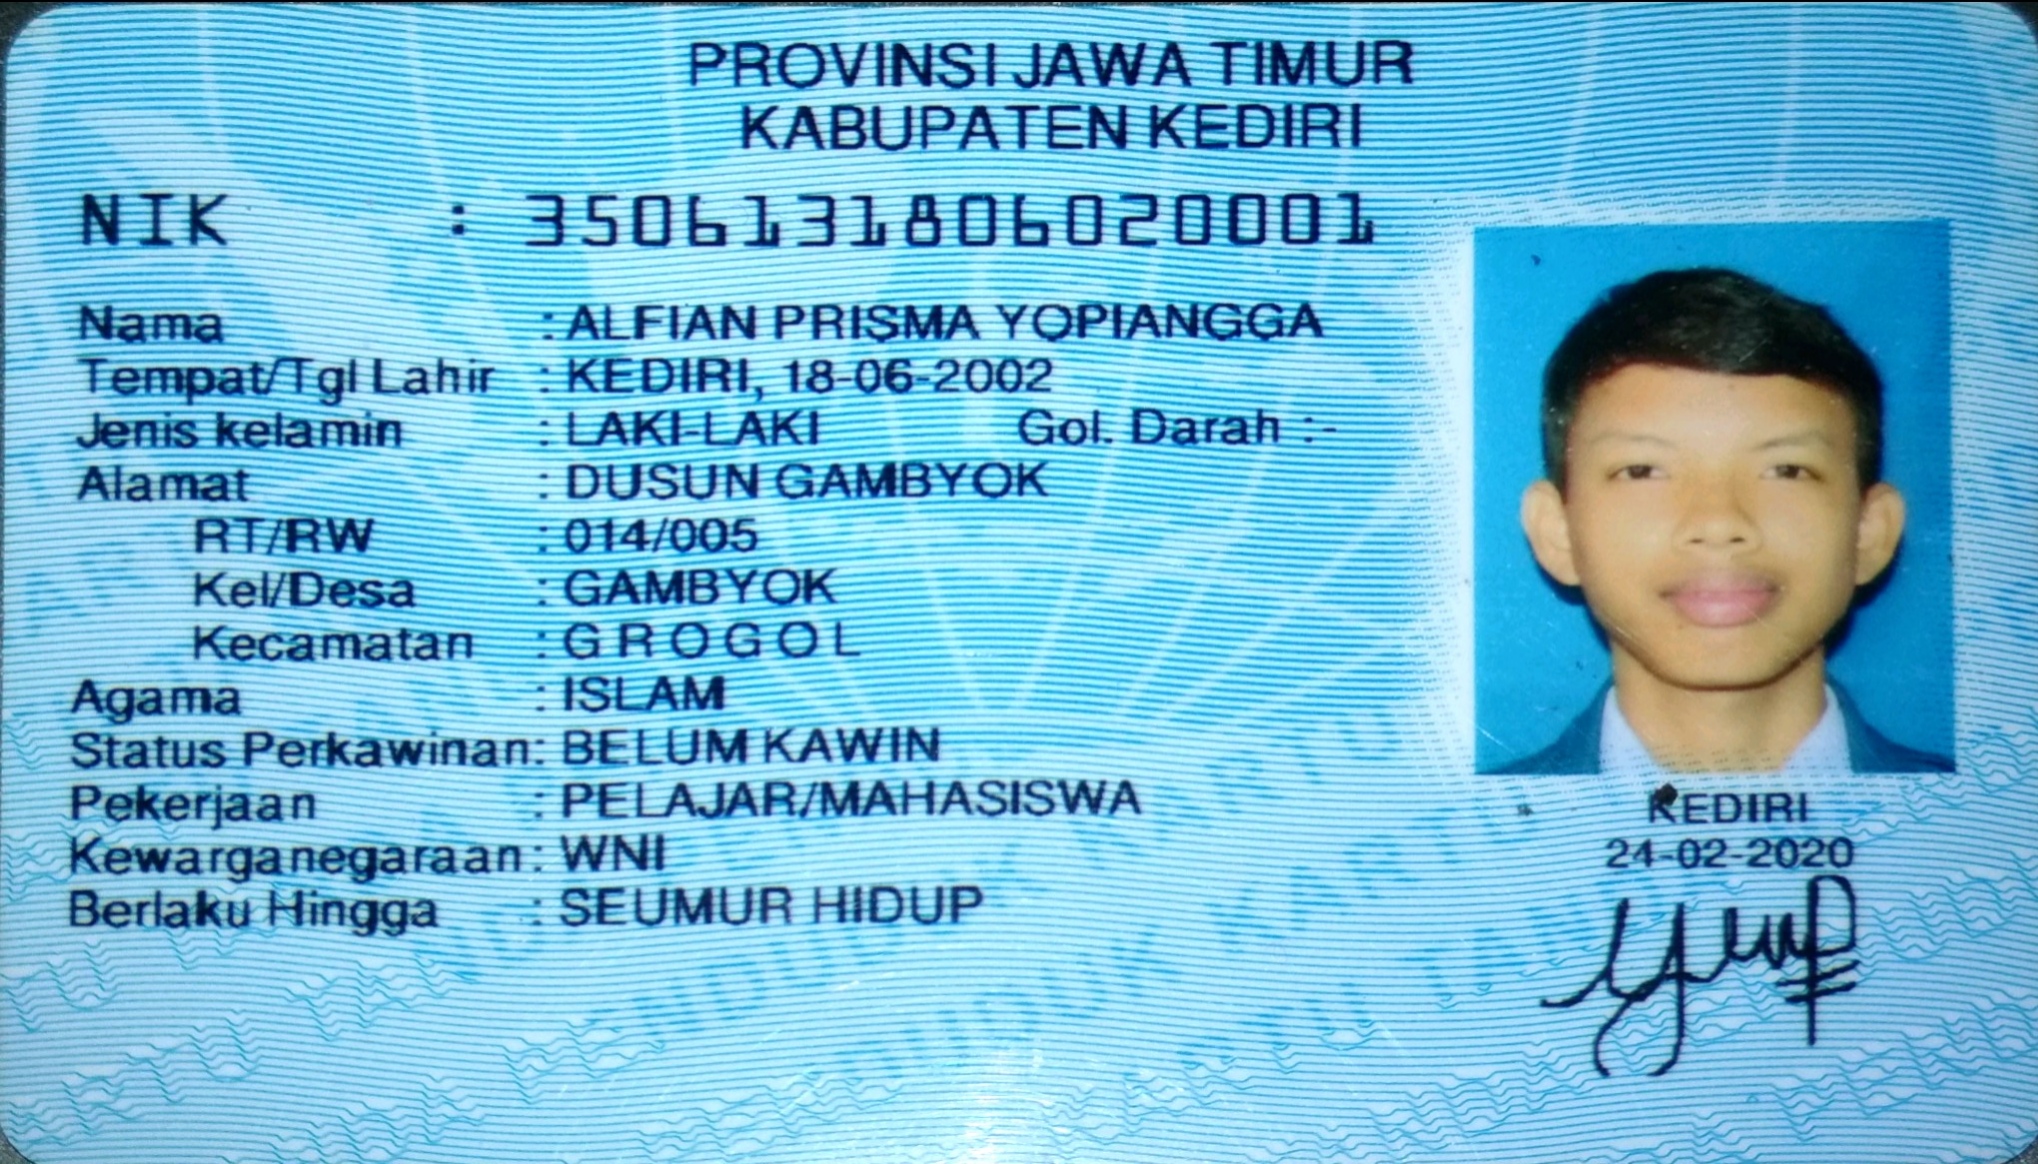 PROVINSI JAWA TIMUR
KABUPATEN KEDIRI
NIK : 3506131806020001
Nama : ALFIAN PRISMA YOPIANGGA
Tempat/Tgl Lahir : KEDIRI, 18-06-2002
Jenis kelamin : LAKI-LAKI Gol. Darah :-
Alamat : DUSUN GAMBYOK
RT/RW : 014/005
Kel/Desa : GAMBYOK
Kecamatan : G R O G O L
Agama : ISLAM
Status Perkawinan: BELUM KAWIN
Pekerjaan : PELAJAR/MAHASISWA
Kewarganegaraan: WNI
Berlaku Hingga : SEUMUR HIDUP
KEDIRI
24-02-2020